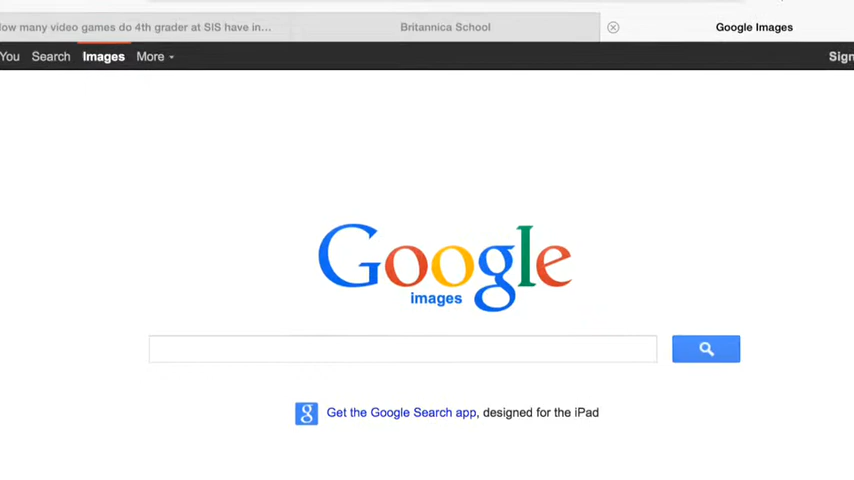 low many video games do 4th grader at SIS have in...
Britannica School
Google Images
You Search Images More
Sign
Google
images
Get the Google Search app, designed for the iPad